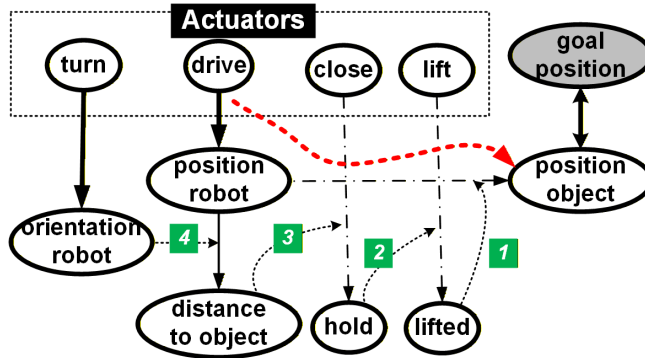 Actuators
turn
drive
close
lift
goal
position
position
robot
position
object
orientation
robot
4
3
2
1
distance
to object
hold
lifted